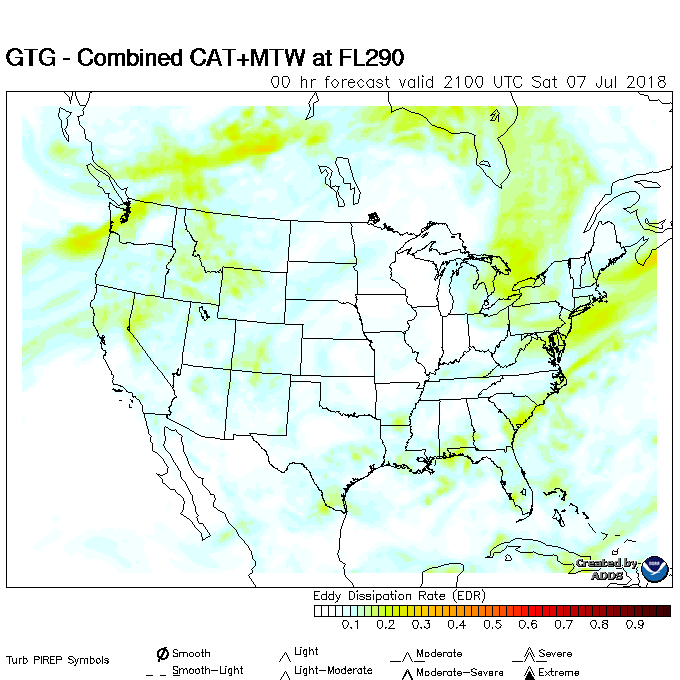 GTG - Combined CAT+MTW at FL290
00 hr forecast valid 2100 UTC Sat 07 Jul 2018
Created by
ADDS
Eddy Dissipation Rate (EDR)
0.1 0.2 0.3 0.4 0.5 0.6 0.7 0.8 0.9
Turb PIREP Symbols
Smooth Light Moderate Severe
Smooth-Light Light-Moderate Moderate-Severe Extreme